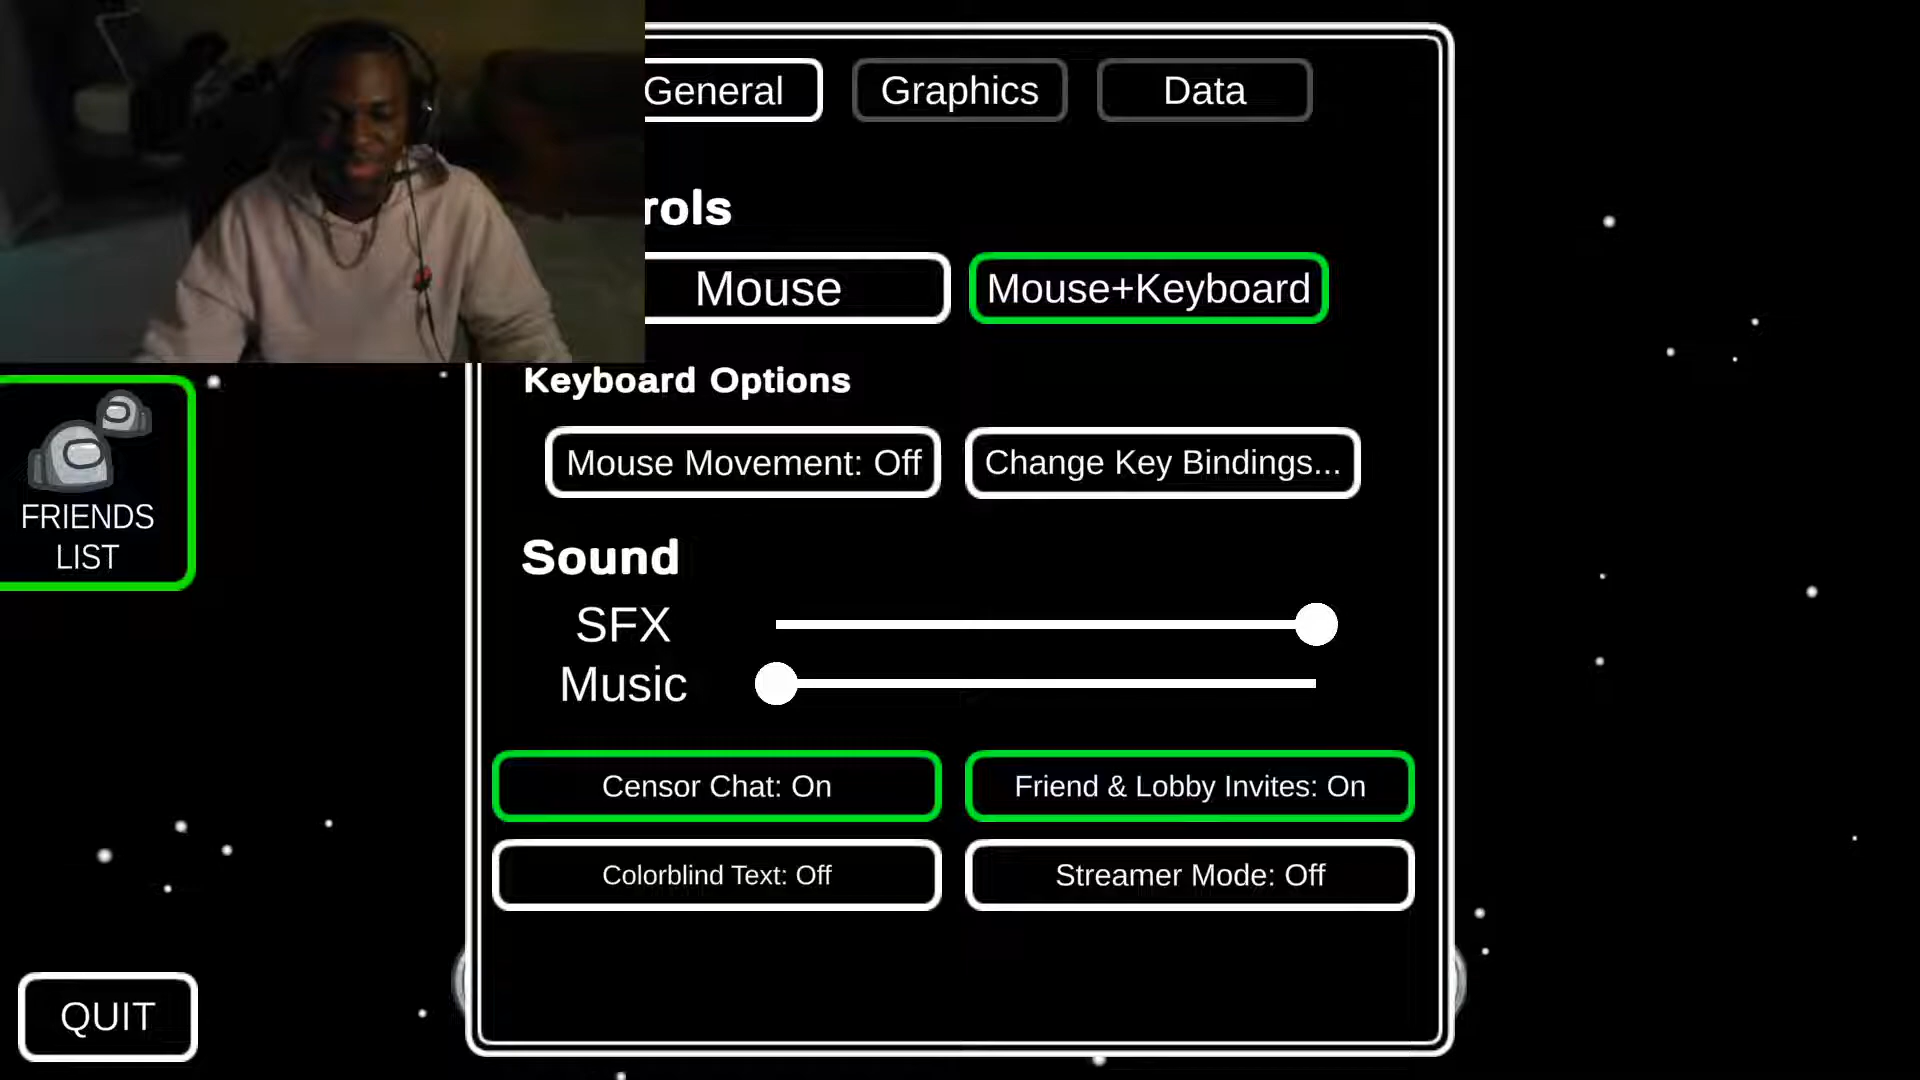 General
Graphics
Data
rols
Mouse
Mouse+Keyboard
Keyboard Options
Mouse Movement: Off
Change Key Bindings...
FRIENDS
LIST
Sound
SFX
Music
Censor Chat: On
Friend & Lobby Invites: On
Colorblind Text: Off
Streamer Mode: Off
QUIT